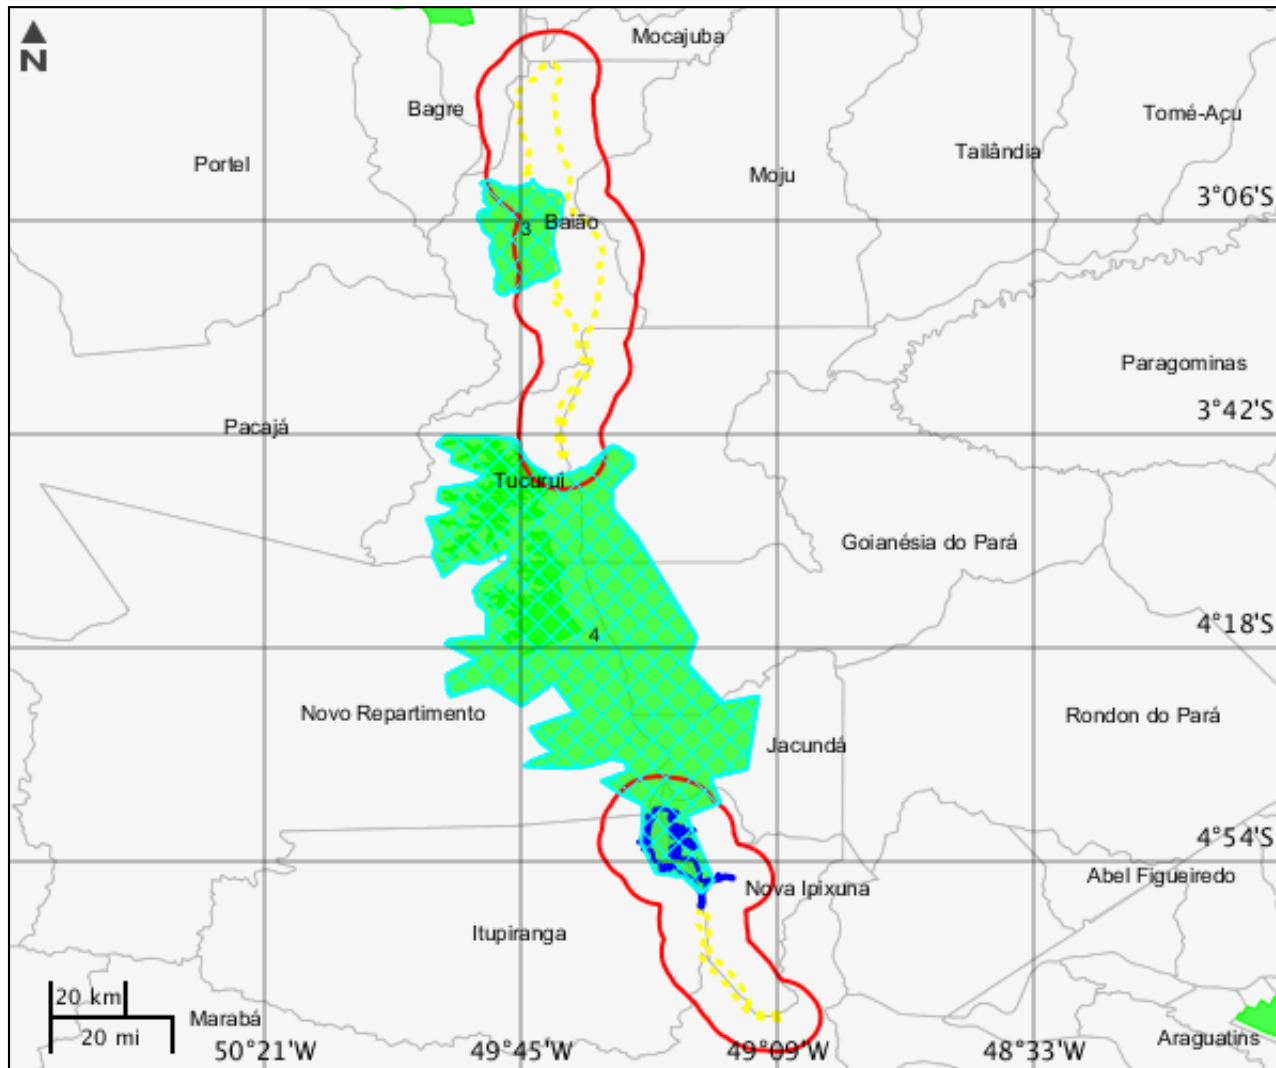 N
Mocajuba
Bagre
Tomé-Açu
Tailândia
Portel
Moju
3°06'S
3
Baião
Paragominas
3°42'S
Pacajá
Tucuruí
Goianésia do Pará
4°18'S
4
Novo Repartimento
Rondon do Pará
Jacundá
4°54'S
Abel Figueiredo
Nova Ipixuna
Itupiranga
20 km
20 mi
Marabá
Araguatins
50°21'W
49°45'W
49°09'W
48°33'W